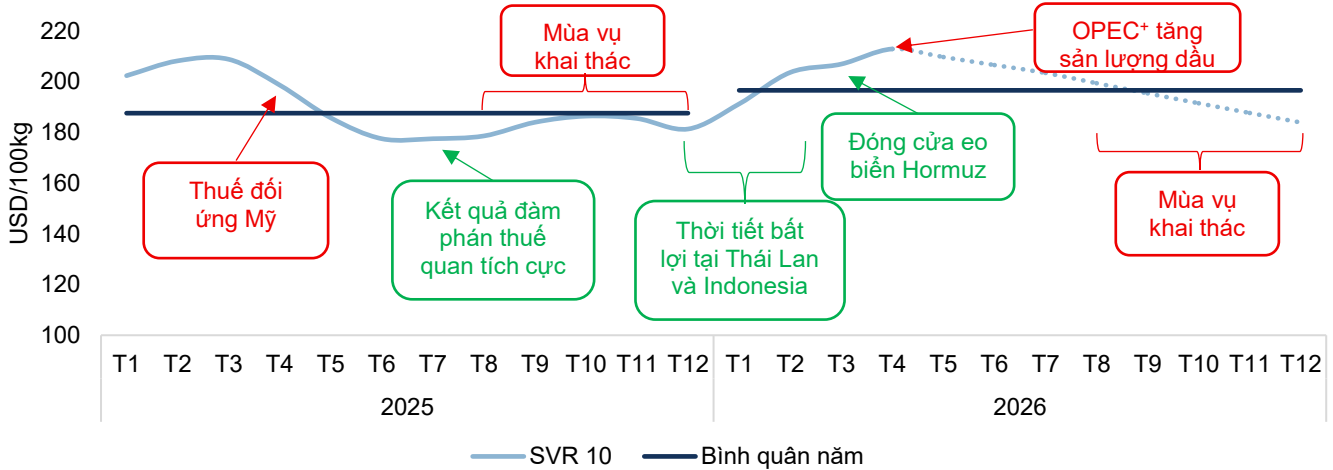 USD/100kg
220
200
180
160
140
120
100
Thuế đối
ứng Mỹ
Kết quả đàm
phán thuế
quan tích cực
Mùa vụ
khai thác
Thời tiết bất
lợi tại Thái Lan
và Indonesia
Đóng cửa eo
biển Hormuz
OPEC⁺ tăng
sản lượng dầu
Mùa vụ
khai thác
T1 T2 T3 T4 T5 T6 T7 T8 T9 T10 T11 T12 T1 T2 T3 T4 T5 T6 T7 T8 T9 T10 T11 T12
2025 2026
SVR 10 Bình quân năm